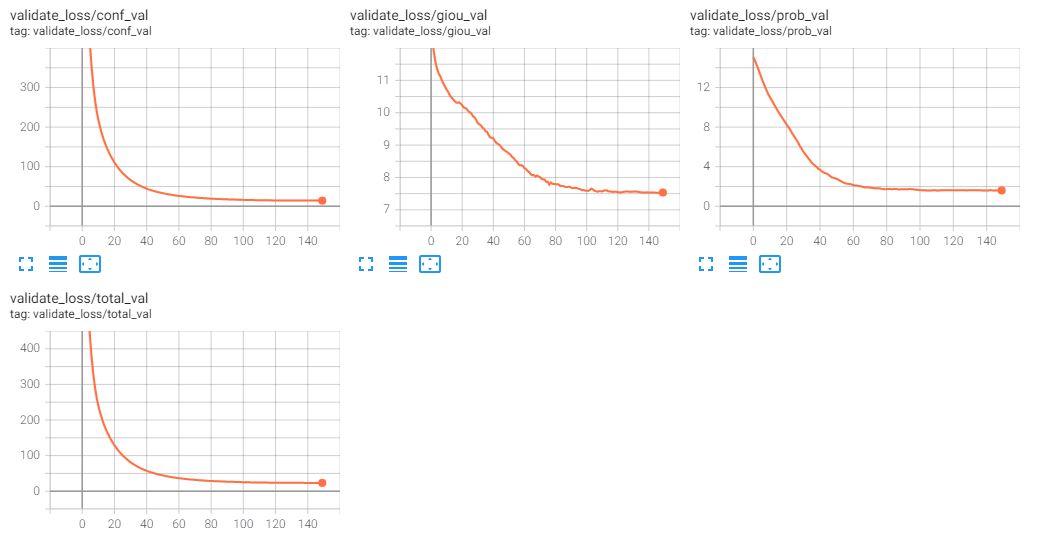 validate_loss/conf_val
tag: validate_loss/conf_val
300
200
100
0
0 20 40 60 80 100 120 140
validate_loss/giou_val
tag: validate_loss/giou_val
11
10
9
8
7
0 20 40 60 80 100 120 140
validate_loss/prob_val
tag: validate_loss/prob_val
12
8
4
0
0 20 40 60 80 100 120 140
validate_loss/total_val
tag: validate_loss/total_val
400
300
200
100
0
0 20 40 60 80 100 120 140